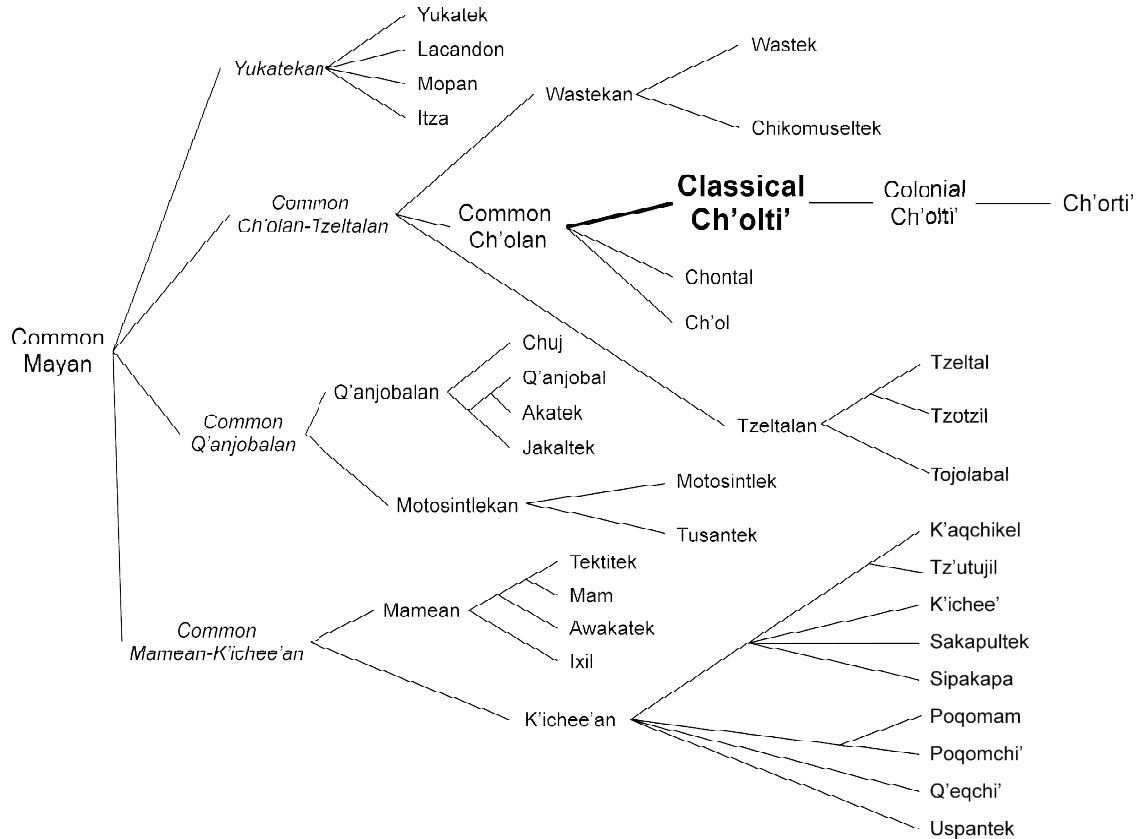 Yukatek
Lacandon
Mopan
Itza
Yukatekan
Wastek
Wastekan
Chikomuseltek
Common
Ch'olan-Tzeltalan
Common
Ch'olan
Classical
Ch'olti'
Colonial
Ch'olti'
Ch'orti'
Chontal
Ch'ol
Common
Mayan
Chuj
Q'anjobal
Akatek
Jakaltek
Q'anjobalan
Common
Q'anjobalan
Motosintlekan
Motosintlek
Tusantek
Tzeltalan
Tzeltal
Tzotzil
Tojolabal
Tektitek
Mam
Awakatek
Ixil
Mamean
Common
Mamean-K'ichee'an
K'ichee'an
K'aqchikel
Tz'utujil
K'ichee'
Sakapultek
Sipakapa
Poqomam
Poqomchi'
Q'eqchi'
Uspantek